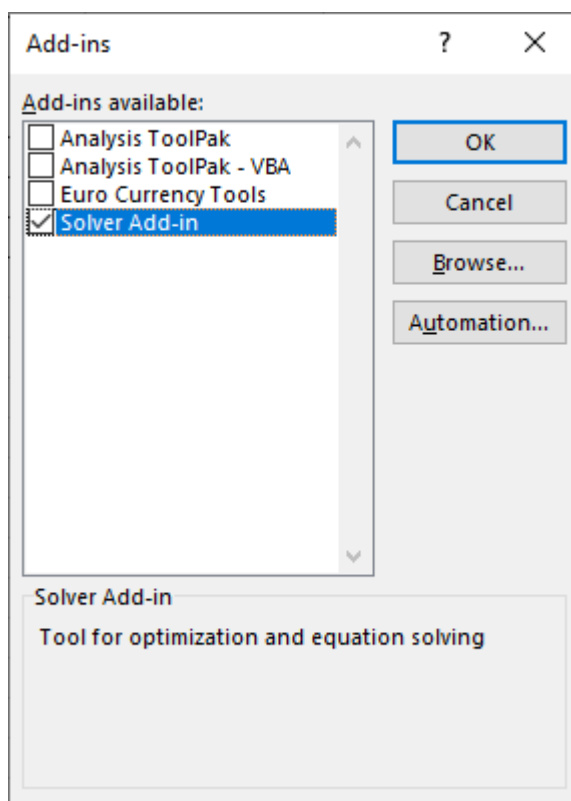 Add-ins ? X
Add-ins available:
Analysis ToolPak
Analysis ToolPak - VBA
Euro Currency Tools
Solver Add-in
OK
Cancel
Browse...
Automation...
Solver Add-in
Tool for optimization and equation solving